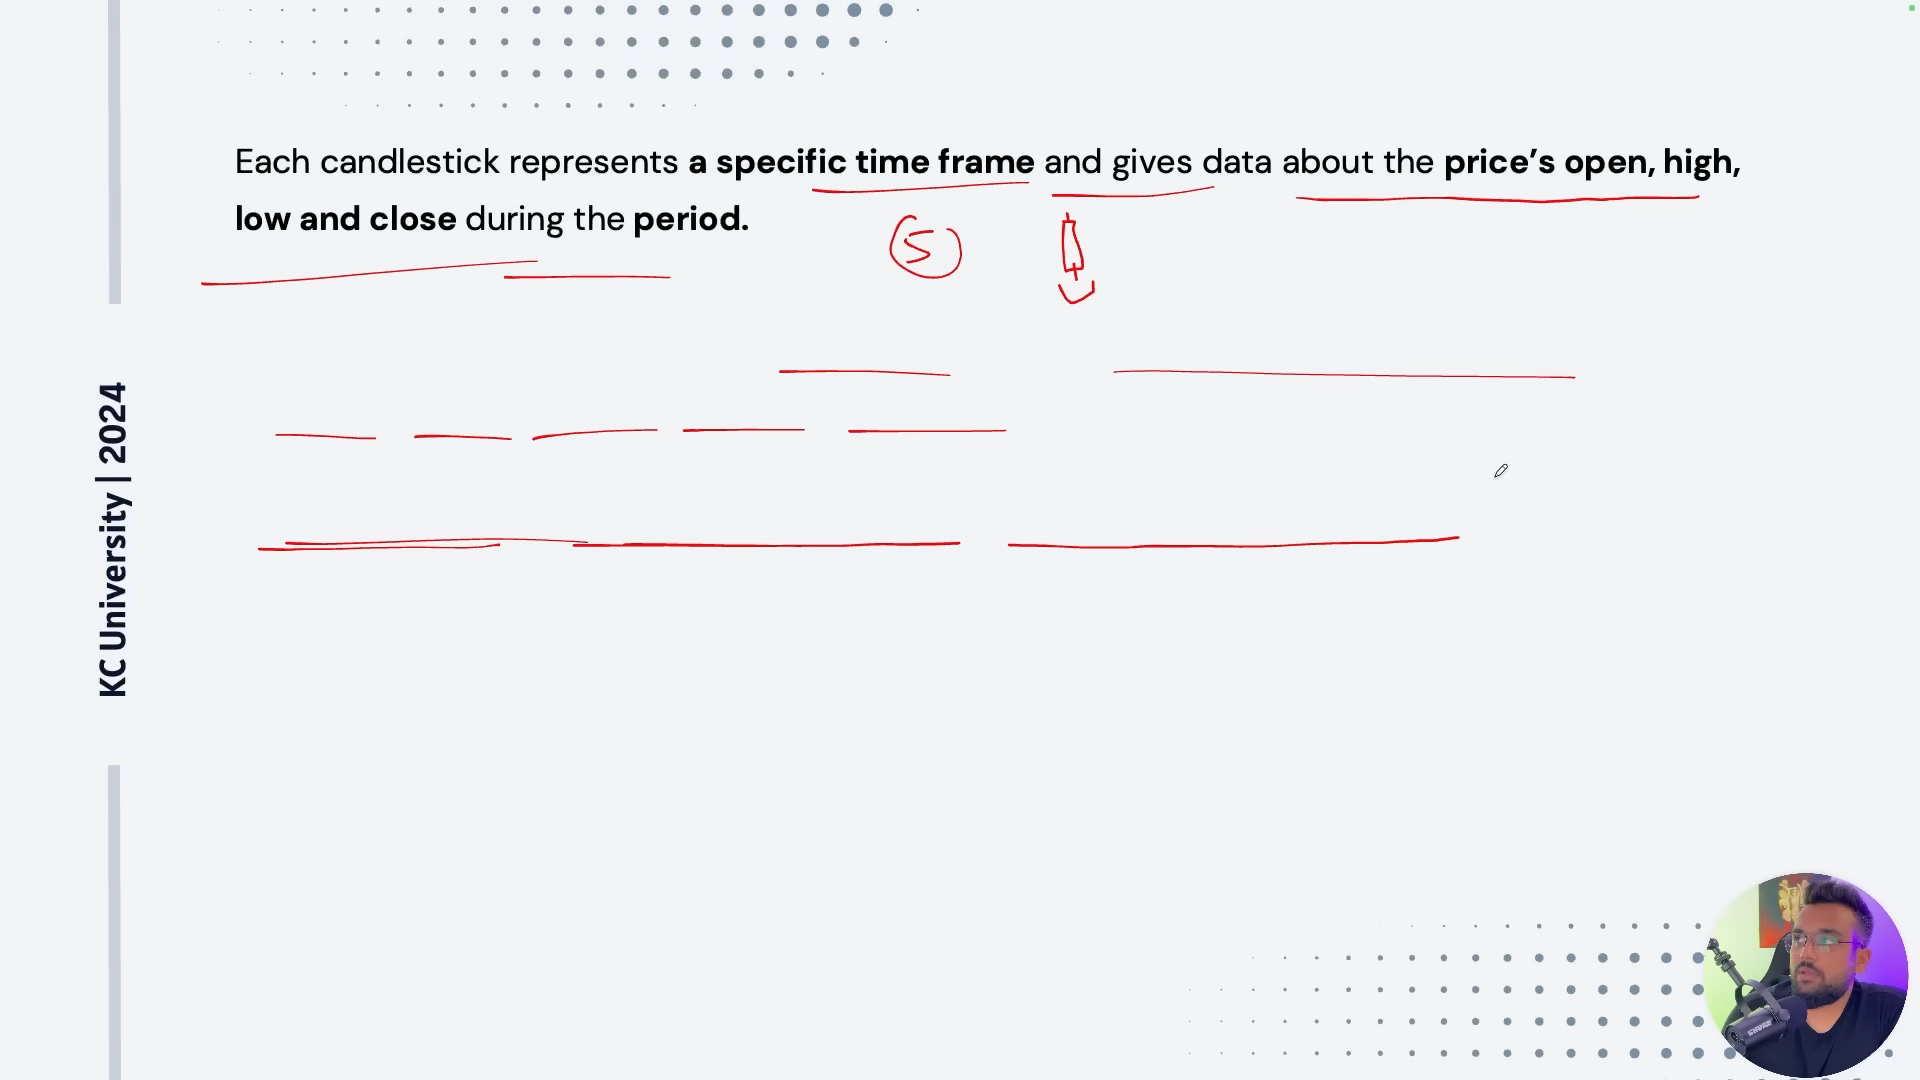 Each candlestick represents a specific time frame and gives data about the price’s open, high,
low and close during the period.
5
KC University | 2024